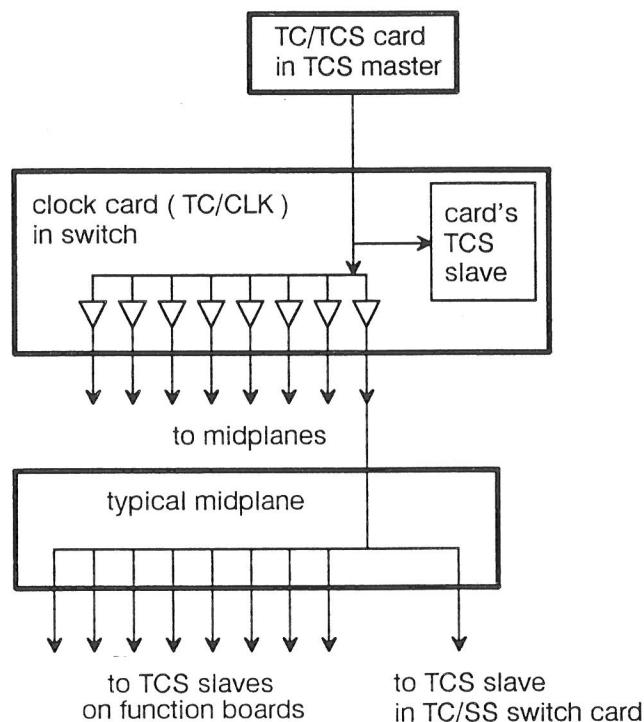 TC/TCS card
in TCS master
clock card ( TC/CLK )
in switch
card's
TCS
slave
to midplanes
typical midplane
to TCS slaves
on function boards
to TCS slave
in TC/SS switch card